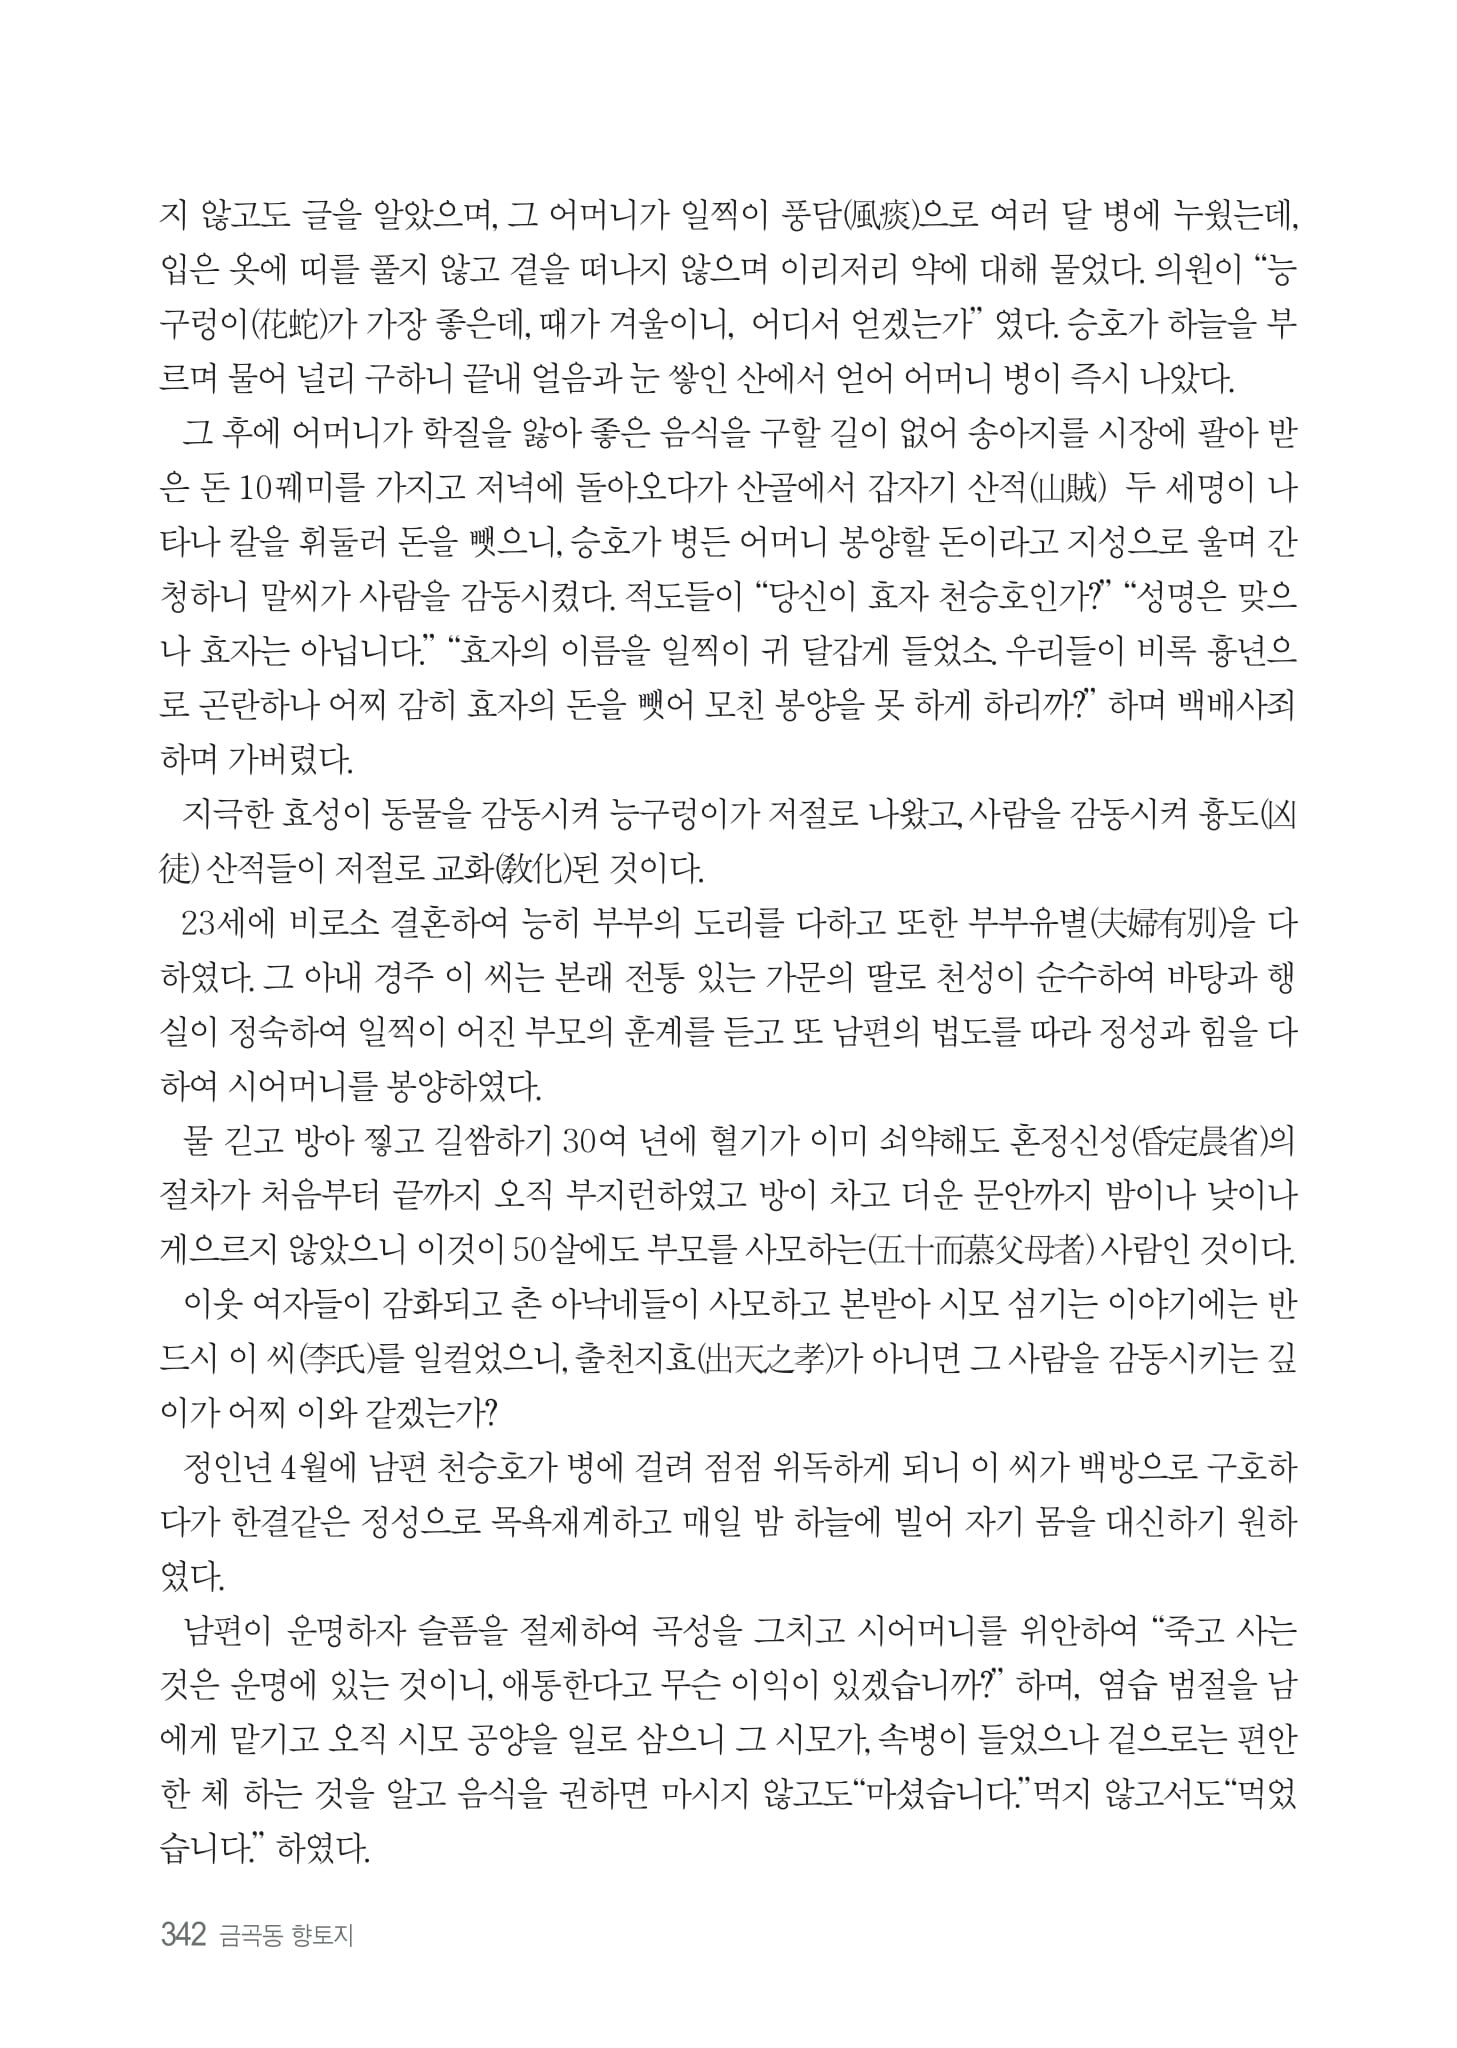 지 않고도 글을 알았으며, 그 어머니가 일찍이 풍담(風痰)으로 여러 달 병에 누웠는데,
입은 옷에 띠를 풀지 않고 곁을 떠나지 않으며 이리저리 약에 대해 물었다. 의원이 “능
구렁이(花蛇)가 가장 좋은데, 때가 겨울이니, 어디서 얻겠는가” 였다. 승호가 하늘을 부
르며 물어 널리 구하니 끝내 얼음과 눈 쌓인 산에서 얻어 어머니 병이 즉시 나았다.
그 후에 어머니가 학질을 앓아 좋은 음식을 구할 길이 없어 송아지를 시장에 팔아 받
은 돈 10꿰미를 가지고 저녁에 돌아오다가 산골에서 갑자기 산적(山賊) 두 세명이 나
타나 칼을 휘둘러 돈을 뺏으니, 승호가 병든 어머니 봉양할 돈이라고 지성으로 울며 간
청하니 말씨가 사람을 감동시켰다. 적도들이 “당신이 효자 천승호인가?” “성명은 맞으
나 효자는 아닙니다.” “효자의 이름을 일찍이 귀 달갑게 들었소. 우리들이 비록 흉년으
로 곤란하나 어찌 감히 효자의 돈을 뺏어 모친 봉양을 못 하게 하리까?” 하며 백배사죄
하며 가버렸다.
지극한 효성이 동물을 감동시켜 능구렁이가 저절로 나왔고, 사람을 감동시켜 흉도(凶
徒) 산적들이 저절로 교화(敎化)된 것이다.
23세에 비로소 결혼하여 능히 부부의 도리를 다하고 또한 부부유별(夫婦有別)을 다
하였다. 그 아내 경주 이 씨는 본래 전통 있는 가문의 딸로 천성이 순수하여 바탕과 행
실이 정숙하여 일찍이 어진 부모의 훈계를 듣고 또 남편의 법도를 따라 정성과 힘을 다
하여 시어머니를 봉양하였다.
물 긷고 방아 찧고 길쌈하기 30여 년에 혈기가 이미 쇠약해도 혼정신성(昏定晨省)의
절차가 처음부터 끝까지 오직 부지런하였고 방이 차고 더운 문안까지 밤이나 낮이나
게으르지 않았으니 이것이 50살에도 부모를 사모하는(五十而慕父母者) 사람인 것이다.
이웃 여자들이 감화되고 촌 아낙네들이 사모하고 본받아 시모 섬기는 이야기에는 반
드시 이 씨(李氏)를 일컬었으니, 출천지효(出天之孝)가 아니면 그 사람을 감동시키는 깊
이가 어찌 이와 같겠는가?
정인년 4월에 남편 천승호가 병에 걸려 점점 위독하게 되니 이 씨가 백방으로 구호하
다가 한결같은 정성으로 목욕재계하고 매일 밤 하늘에 빌어 자기 몸을 대신하기 원하
였다.
남편이 운명하자 슬픔을 절제하여 곡성을 그치고 시어머니를 위안하여 “죽고 사는
것은 운명에 있는 것이니, 애통한다고 무슨 이익이 있겠습니까?” 하며, 염습 범절을 남
에게 맡기고 오직 시모 공양을 일로 삼으니 그 시모가, 속병이 들었으나 겉으로는 편안
한 체 하는 것을 알고 음식을 권하면 마시지 않고도“마셨습니다.”먹지 않고서도“먹었
습니다.” 하였다.
342 금곡동 향토지